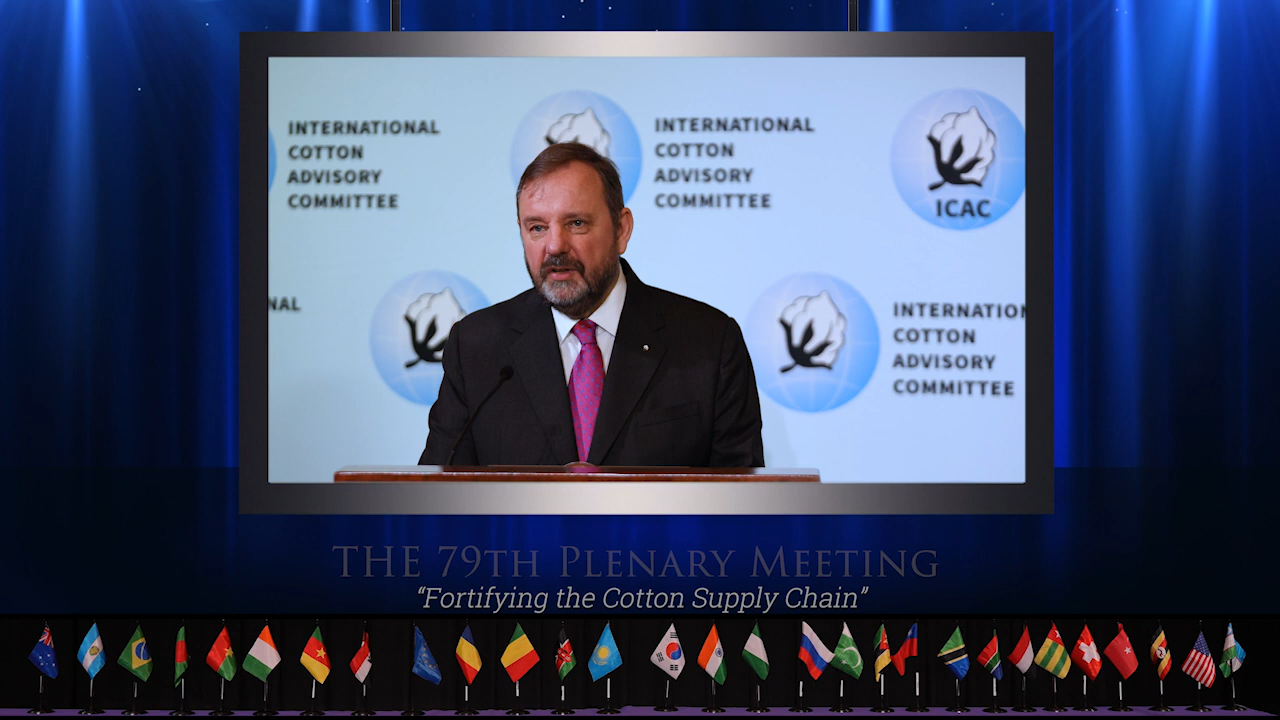 INTERNATIONAL
COTTON
ADVISORY
COMMITTEE
INTERNATIONAL
COTTON
ADVISORY
COMMITTEE
ICAC
NAL
INTERNATION
COTTON
ADVISORY
COMMITTEE
THE 79TH PLENARY MEETING
“Fortifying the Cotton Supply Chain”